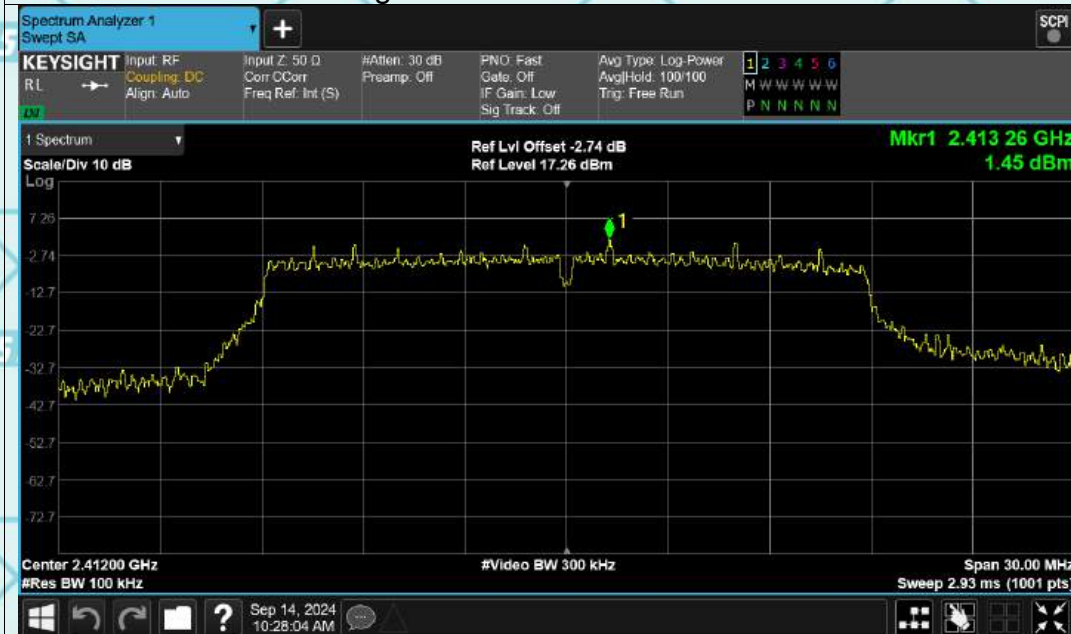 Spectrum Analyzer 1
Swept SA
+
SCPI
KEYSIGHT
RL
LXI
Input: RF
Coupling: DC
Align: Auto
Input Z: 50 Ω
Corr CCorr
Freq Ref: Int (S)
#Atten: 30 dB
Preamp: Off
PNO: Fast
Gate: Off
IF Gain: Low
Sig Track: Off
Avg Type: Log-Power
Avg|Hold: 100/100
Trig: Free Run
1 2 3 4 5 6
M W W W W W
P N N N N N
1 Spectrum
Scale/Div 10 dB
Log
Ref Lvl Offset -2.74 dB
Ref Level 17.26 dBm
Mkr1 2.413 26 GHz
1.45 dBm
1
7.26
-2.74
-12.7
-22.7
-32.7
-42.7
-52.7
-62.7
-72.7
Center 2.41200 GHz
#Res BW 100 kHz
#Video BW 300 kHz
Span 30.00 MHz
Sweep 2.93 ms (1001 pts)
?
Sep 14, 2024
10:28:04 AM